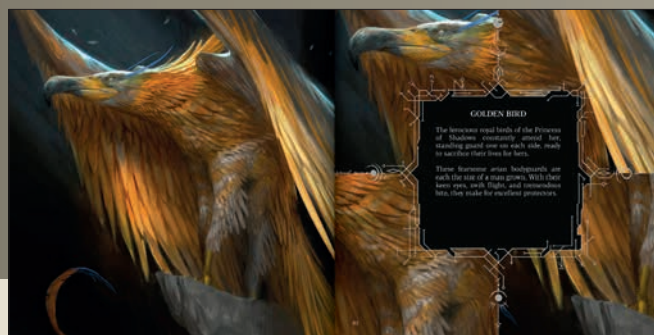 GOLDEN BIRD
The ferocious royal birds of the Princess
of Shadows constantly attend her,
standing guard one on each side, ready
to sacrifice their lives for hers.
These fearsome avian bodyguards are
each the size of a man grown. With their
keen eyes, swift flight, and tremendous
bite, they make for excellent protectors.